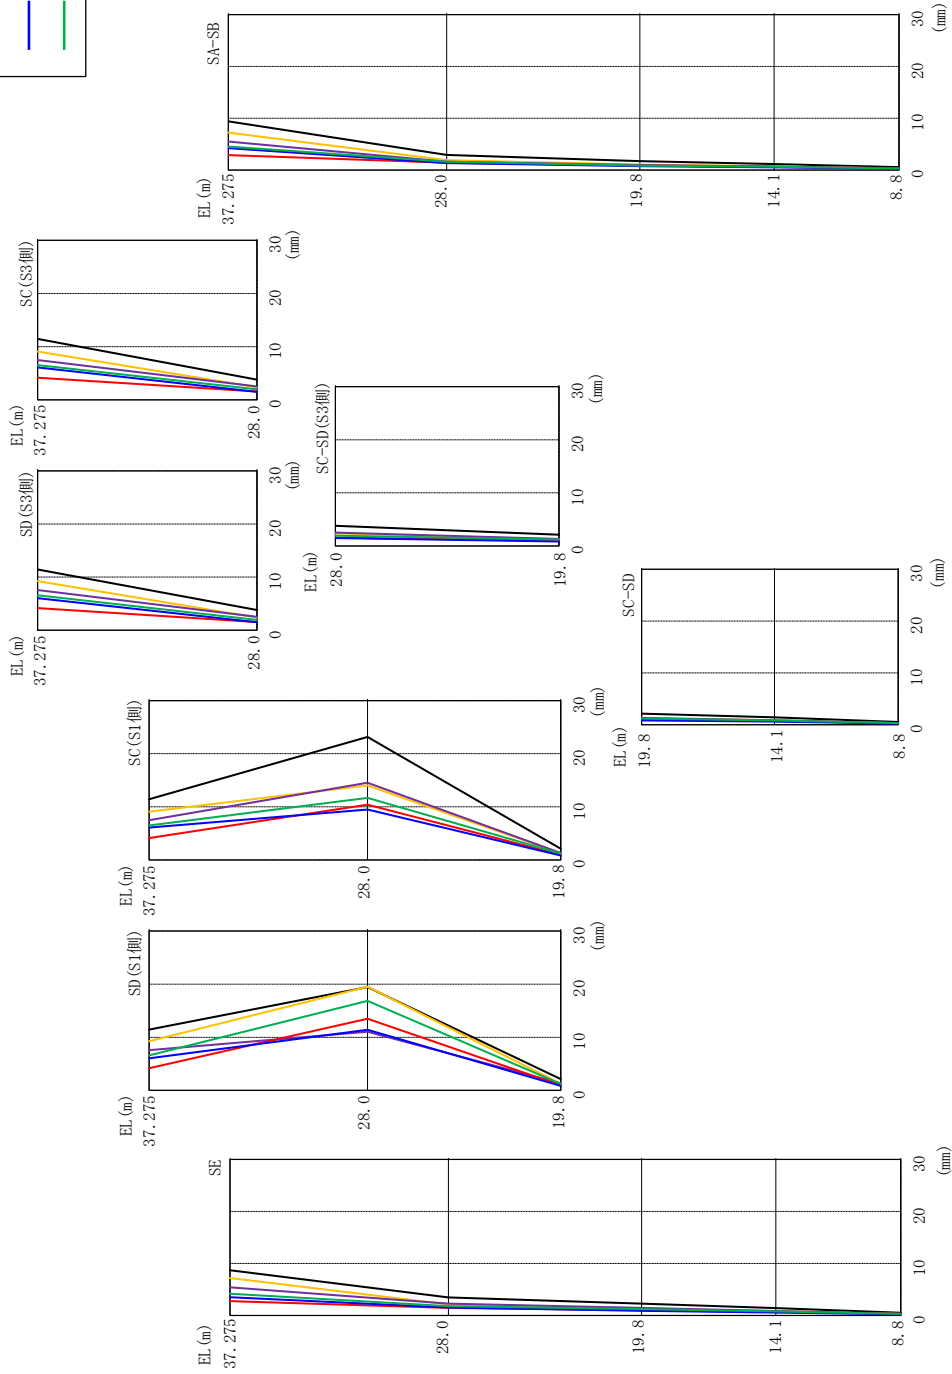 SA-SB
EL(m)
37.275
28.0
19.8
14.1
8.8
0
10
20
30
(mm)
SC(S3側)
EL(m)
37.275
28.0
0
10
20
30
(mm)
SD(S3側)
EL(m)
37.275
28.0
0
10
20
30
(mm)
SC-SD(S3側)
EL(m)
28.0
19.8
0
10
20
30
(mm)
SC-SD
EL(m)
19.8
14.1
8.8
0
10
20
30
(mm)
SC(S1側)
EL(m)
37.275
28.0
19.8
0
10
20
30
(mm)
SD(S1側)
EL(m)
37.275
28.0
19.8
0
10
20
30
(mm)
SE
EL(m)
37.275
28.0
19.8
14.1
8.8
0
10
20
30
(mm)